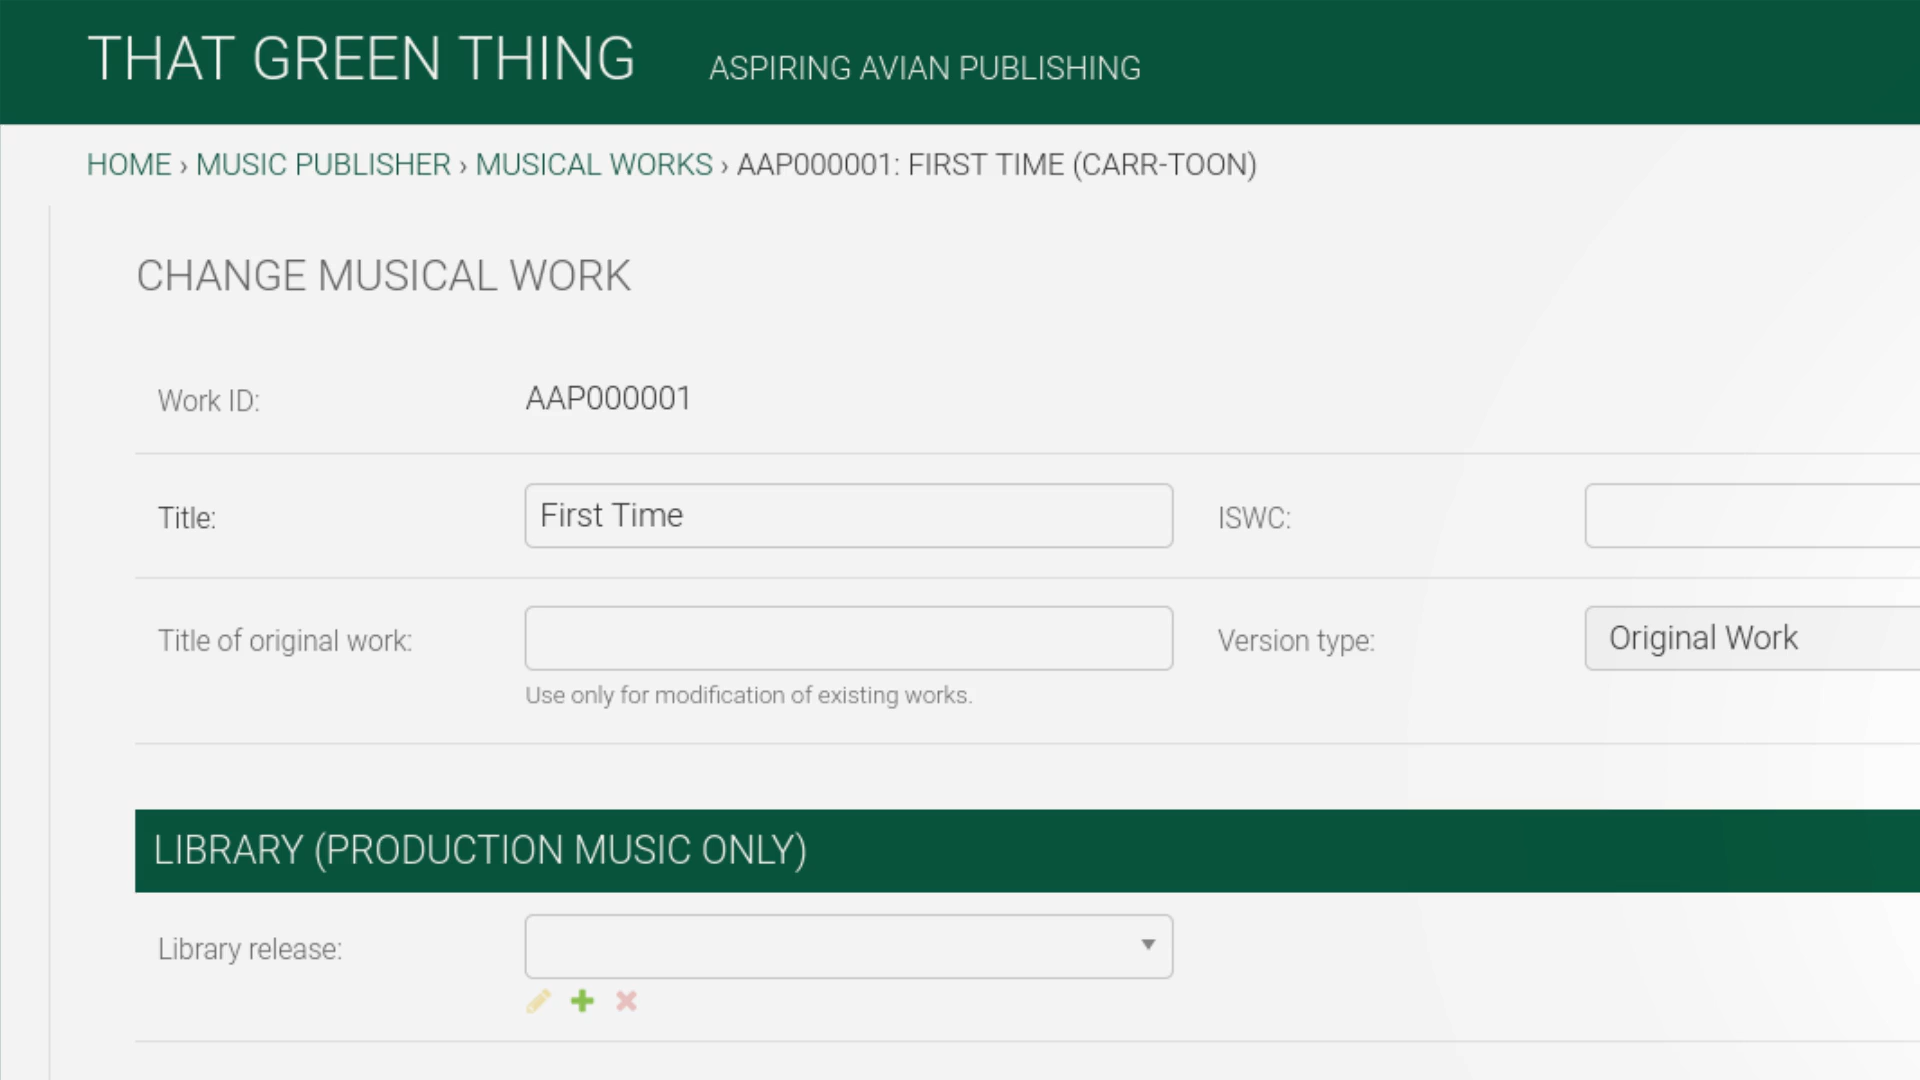 THAT GREEN THING ASPIRING AVIAN PUBLISHING
HOME › MUSIC PUBLISHER › MUSICAL WORKS › AAP000001: FIRST TIME (CARR-TOON)
CHANGE MUSICAL WORK
Work ID: AAP000001
Title: First Time ISWC:
Title of original work: Version type: Original Work
Use only for modification of existing works.
LIBRARY (PRODUCTION MUSIC ONLY)
Library release: